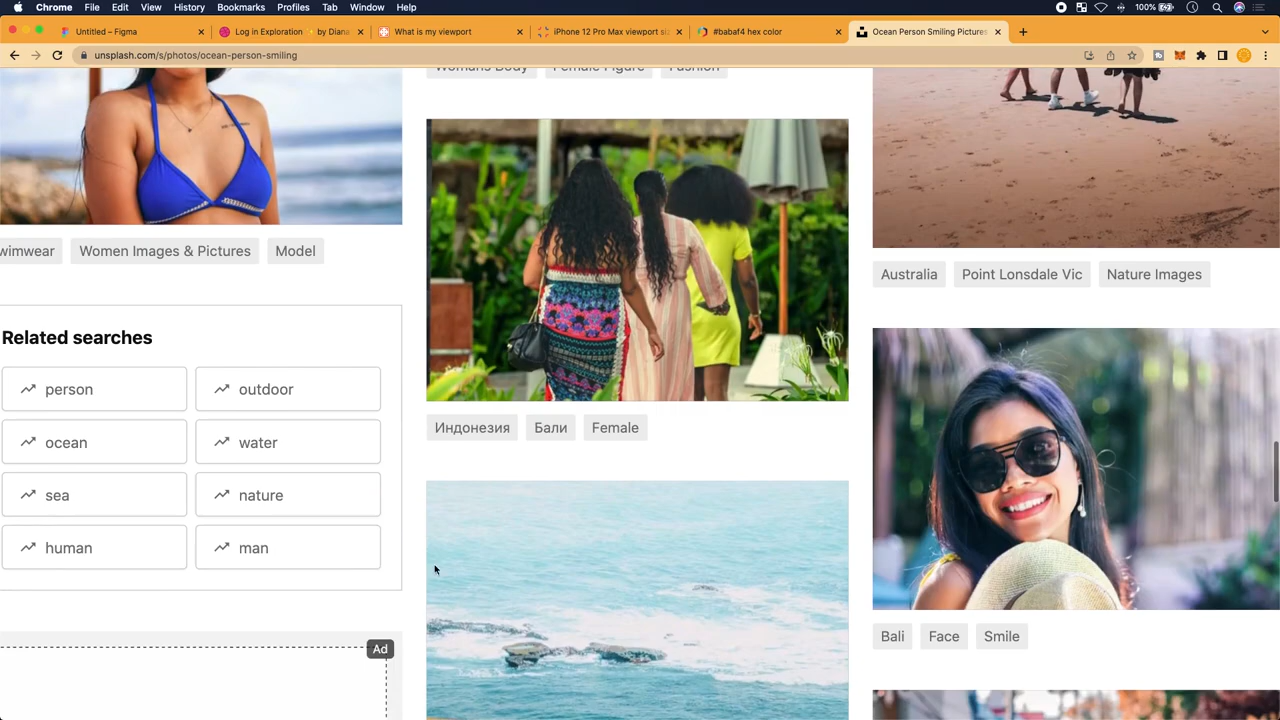 Chrome File Edit View History Bookmarks Profiles Tab Window Help 100%
Untitled – Figma
Log in Exploration ✨ by Diana
What is my viewport
iPhone 12 Pro Max viewport si
#babaf4 hex color
Ocean Person Smiling Pictures
unsplash.com/s/photos/ocean-person-smiling
Womans Body Female Figure Fashion
wimwear Women Images & Pictures Model
Related searches
person outdoor
ocean water
sea nature
human man
Ad
Индонезия Бали Female
Australia Point Lonsdale Vic Nature Images
Bali Face Smile